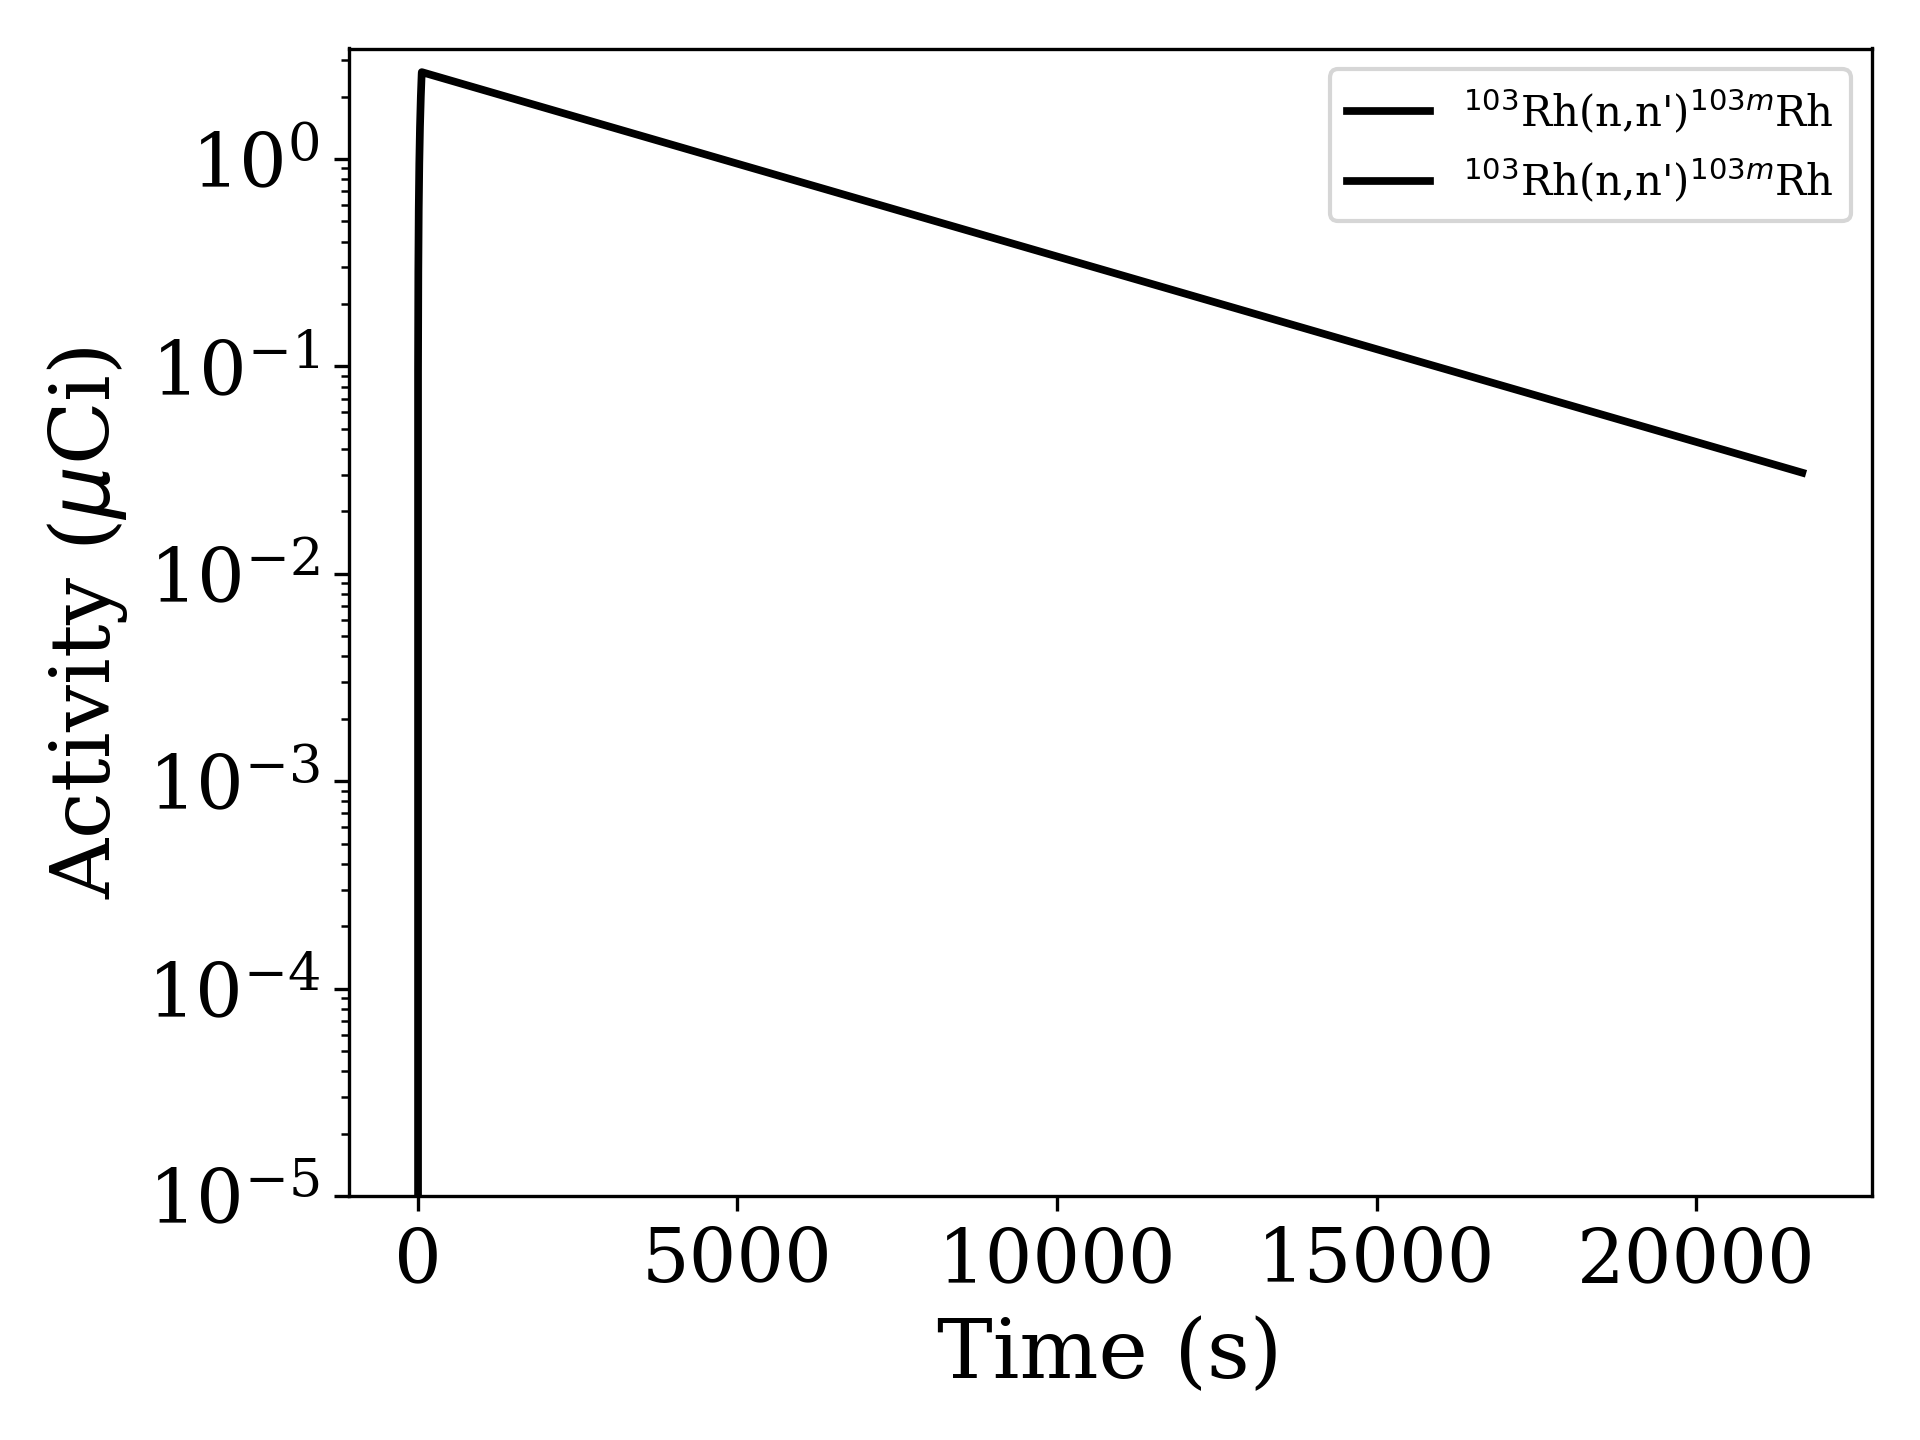 Activity (μCi)
10⁰
10⁻¹
10⁻²
10⁻³
10⁻⁴
10⁻⁵
¹⁰³Rh(n,n')¹⁰³ᵐRh
¹⁰³Rh(n,n')¹⁰³ᵐRh
0 5000 10000 15000 20000
Time (s)